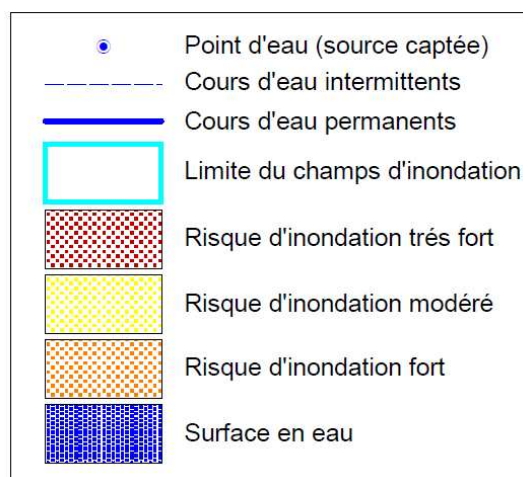 Point d'eau (source captée)
Cours d'eau intermittents
Cours d'eau permanents
Limite du champs d'inondation
Risque d'inondation trés fort
Risque d'inondation modéré
Risque d'inondation fort
Surface en eau